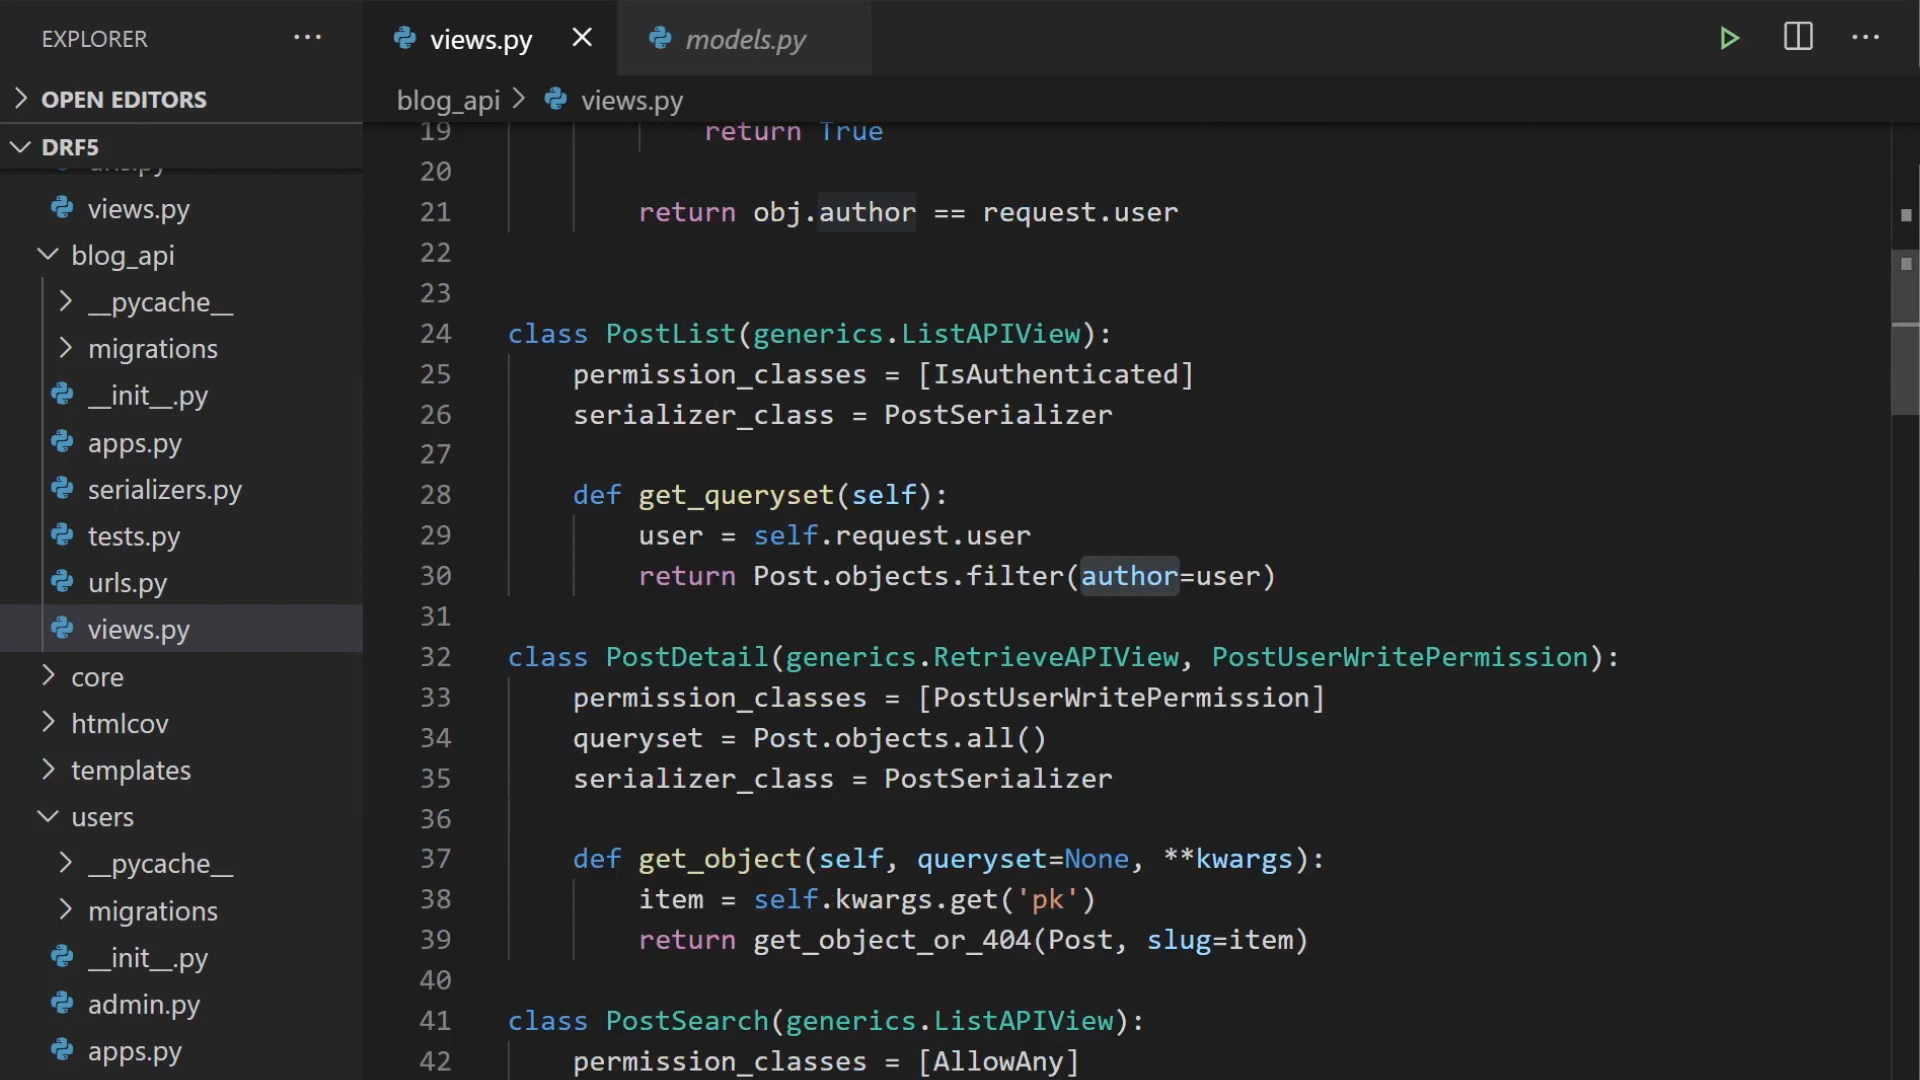 EXPLORER
OPEN EDITORS
DRF5
urls.py
views.py
blog_api
__pycache__
migrations
__init__.py
apps.py
serializers.py
tests.py
urls.py
views.py
core
htmlcov
templates
users
__pycache__
migrations
__init__.py
admin.py
apps.py
views.py
models.py
blog_api > views.py
19 return True
20
21 return obj.author == request.user
22
23
24 class PostList(generics.ListAPIView):
25 permission_classes = [IsAuthenticated]
26 serializer_class = PostSerializer
27
28 def get_queryset(self):
29 user = self.request.user
30 return Post.objects.filter(author=user)
31
32 class PostDetail(generics.RetrieveAPIView, PostUserWritePermission):
33 permission_classes = [PostUserWritePermission]
34 queryset = Post.objects.all()
35 serializer_class = PostSerializer
36
37 def get_object(self, queryset=None, **kwargs):
38 item = self.kwargs.get('pk')
39 return get_object_or_404(Post, slug=item)
40
41 class PostSearch(generics.ListAPIView):
42 permission_classes = [AllowAny]